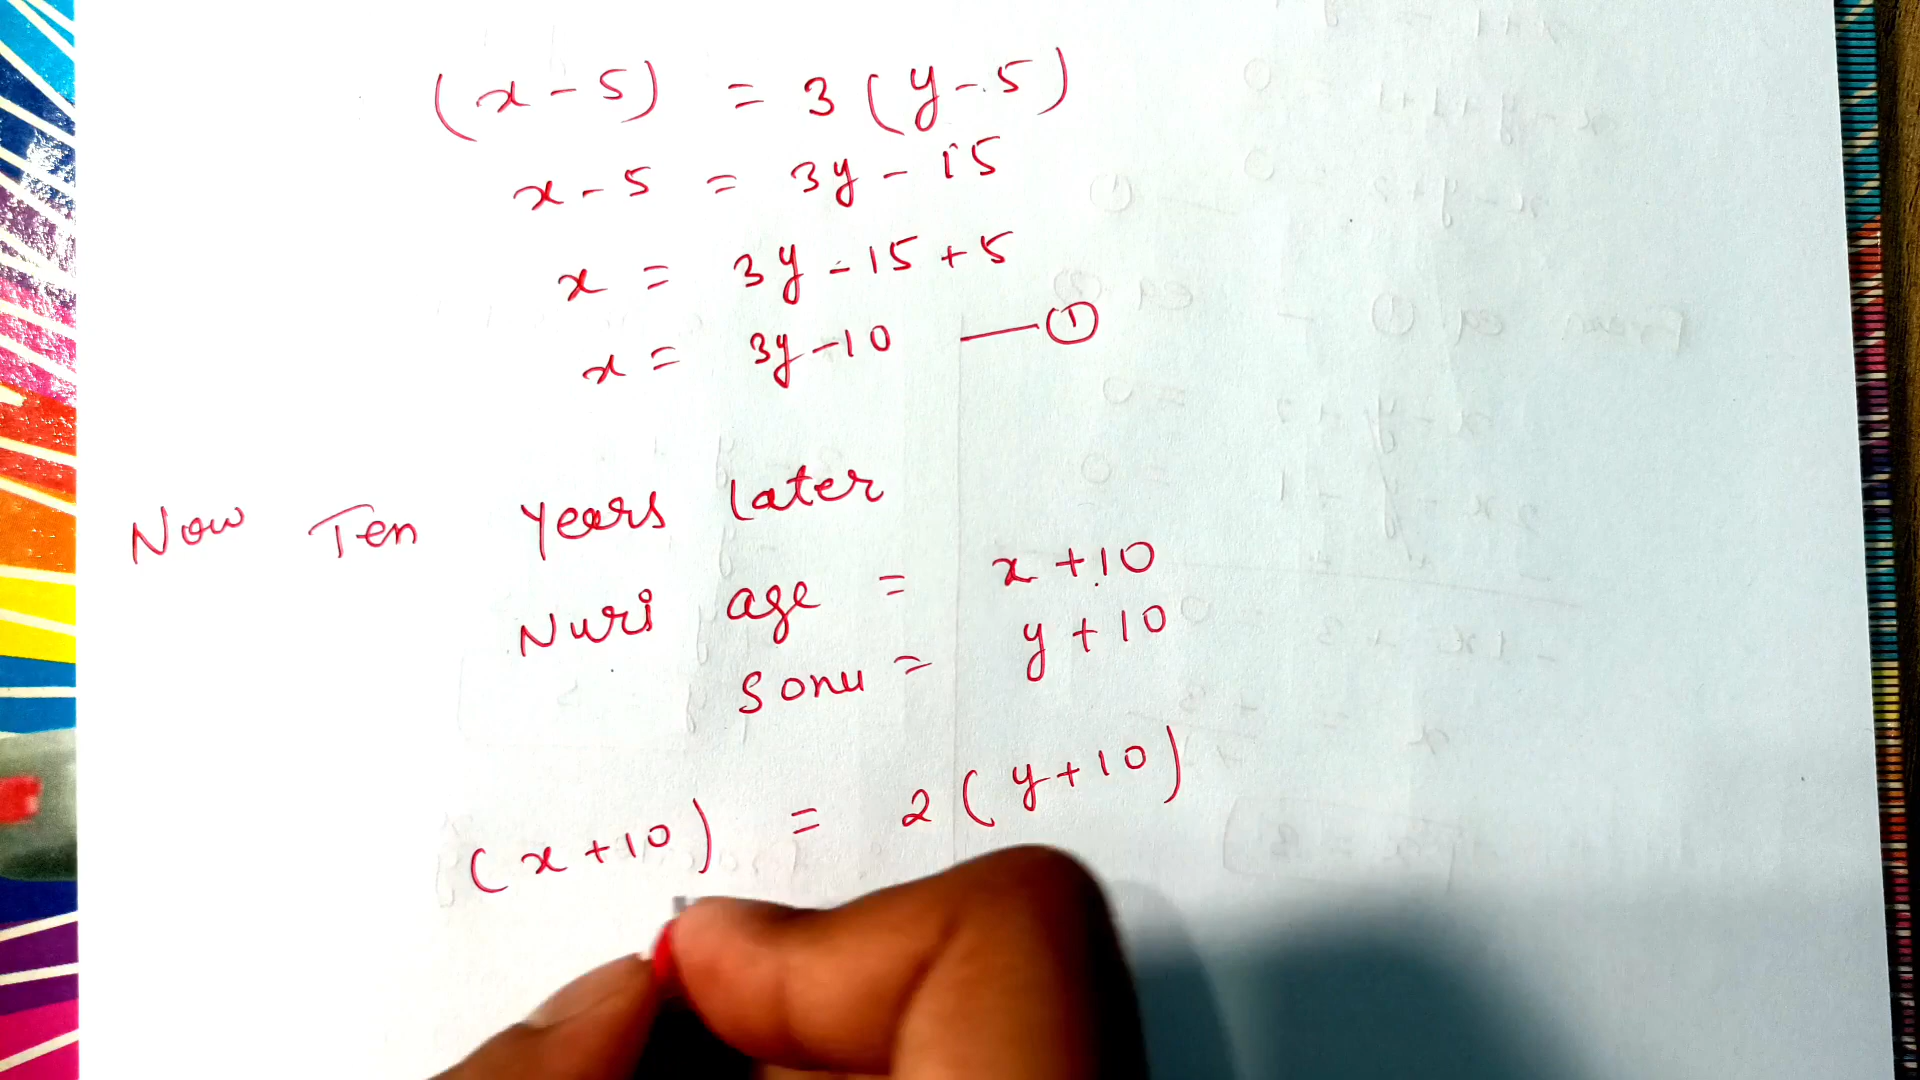 (x-5) = 3(y-5)
x-5 = 3y-15
x = 3y-15+5
x = 3y-10 —①
Now Ten Years later
Nuri age = x+10
Sonu = y+10
(x+10) = 2(y+10)